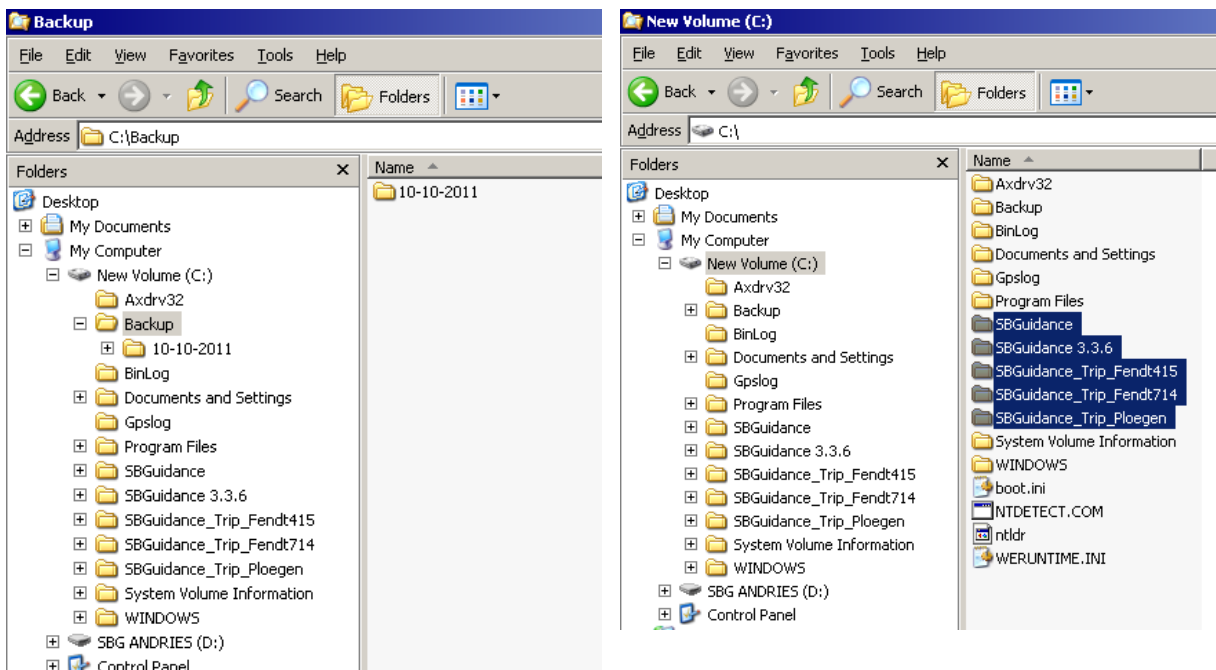 Backup
File Edit View Favorites Tools Help
Back Search Folders
Address C:\Backup
Folders
Name
10-10-2011
Desktop
My Documents
My Computer
New Volume (C:)
Axdrv32
Backup
10-10-2011
BinLog
Documents and Settings
Gpslog
Program Files
SBGuidance
SBGuidance 3.3.6
SBGuidance_Trip_Fendt415
SBGuidance_Trip_Fendt714
SBGuidance_Trip_Ploegen
System Volume Information
WINDOWS
SBG ANDRIES (D:)
Control Panel
New Volume (C:)
File Edit View Favorites Tools Help
Back Search Folders
Address C:\
Folders
Desktop
My Documents
My Computer
New Volume (C:)
Axdrv32
Backup
BinLog
Documents and Settings
Gpslog
Program Files
SBGuidance
SBGuidance 3.3.6
SBGuidance_Trip_Fendt415
SBGuidance_Trip_Fendt714
SBGuidance_Trip_Ploegen
System Volume Information
WINDOWS
SBG ANDRIES (D:)
Control Panel
Name
Axdrv32
Backup
BinLog
Documents and Settings
Gpslog
Program Files
SBGuidance
SBGuidance 3.3.6
SBGuidance_Trip_Fendt415
SBGuidance_Trip_Fendt714
SBGuidance_Trip_Ploegen
System Volume Information
WINDOWS
boot.ini
NTDETECT.COM
ntldr
WERUNTIME.INI